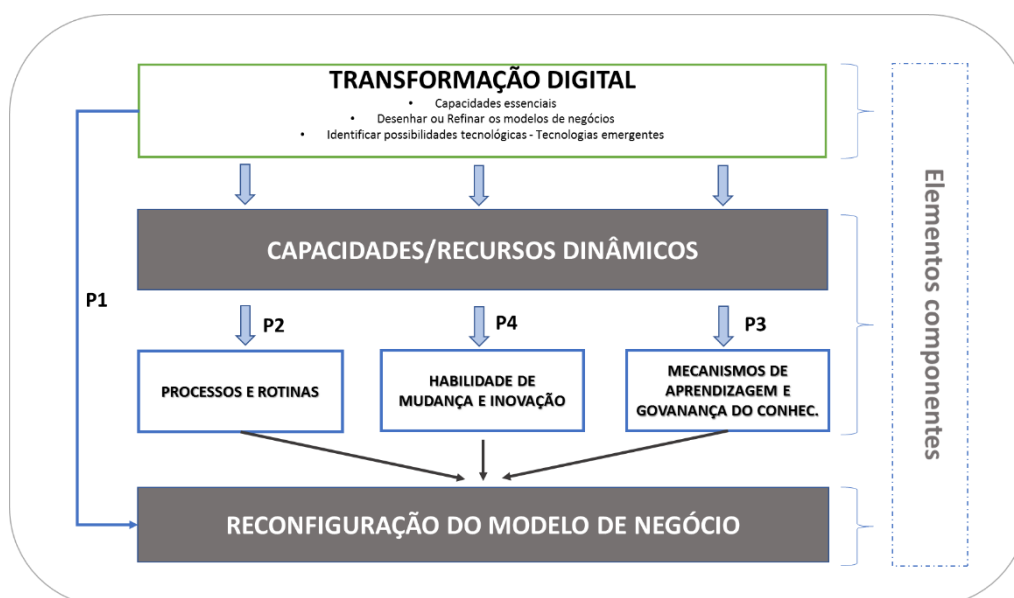 TRANSFORMAÇÃO DIGITAL
• Capacidades essenciais
• Desenhar ou Refinar os modelos de negócios
• Identificar possibilidades tecnológicas - Tecnologias emergentes
CAPACIDADES/RECURSOS DINÂMICOS
P1
P2
P4
P3
PROCESSOS E ROTINAS
HABILIDADE DE
MUDANÇA E INOVAÇÃO
MECANISMOS DE
APRENDIZAGEM E
GOVANANÇA DO CONHEC.
RECONFIGURAÇÃO DO MODELO DE NEGÓCIO
Elementos componentes